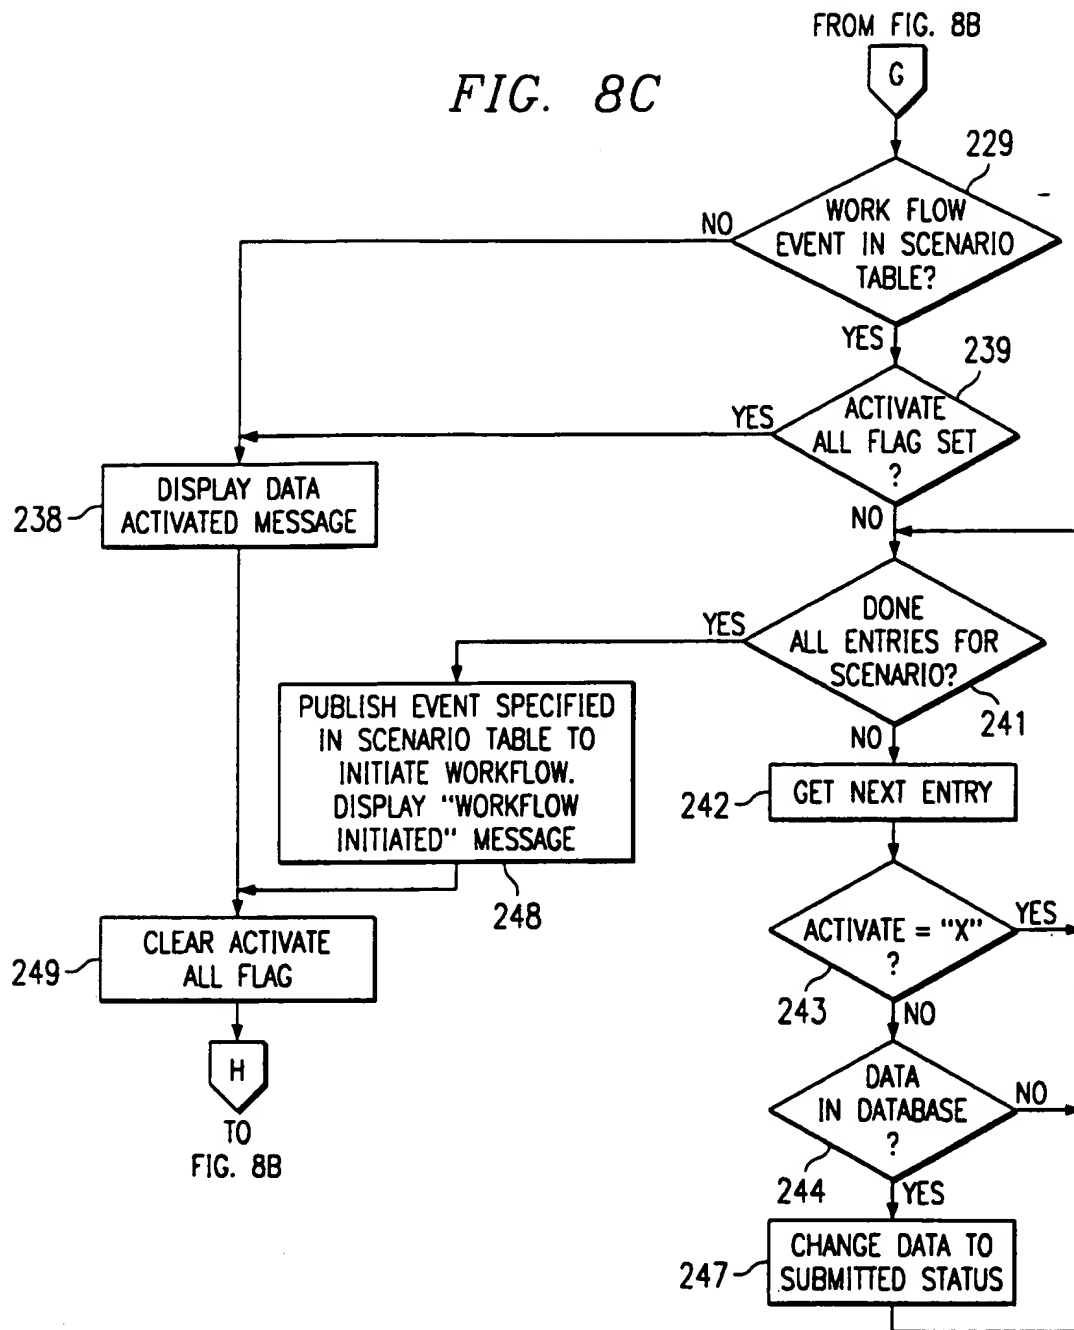 FROM FIG. 8B
G
FIG. 8C
229
WORK FLOW
EVENT IN SCENARIO
TABLE?
NO
YES
239
ACTIVATE
ALL FLAG SET
?
YES
NO
DISPLAY DATA
ACTIVATED MESSAGE
238
DONE
ALL ENTRIES FOR
SCENARIO?
YES
241
NO
PUBLISH EVENT SPECIFIED
IN SCENARIO TABLE TO
INITIATE WORKFLOW.
DISPLAY "WORKFLOW
INITIATED" MESSAGE
248
242
GET NEXT ENTRY
ACTIVATE = "X"
?
YES
243
NO
CLEAR ACTIVATE
ALL FLAG
249
H
TO
FIG. 8B
DATA
IN DATABASE
?
NO
244
YES
CHANGE DATA TO
SUBMITTED STATUS
247